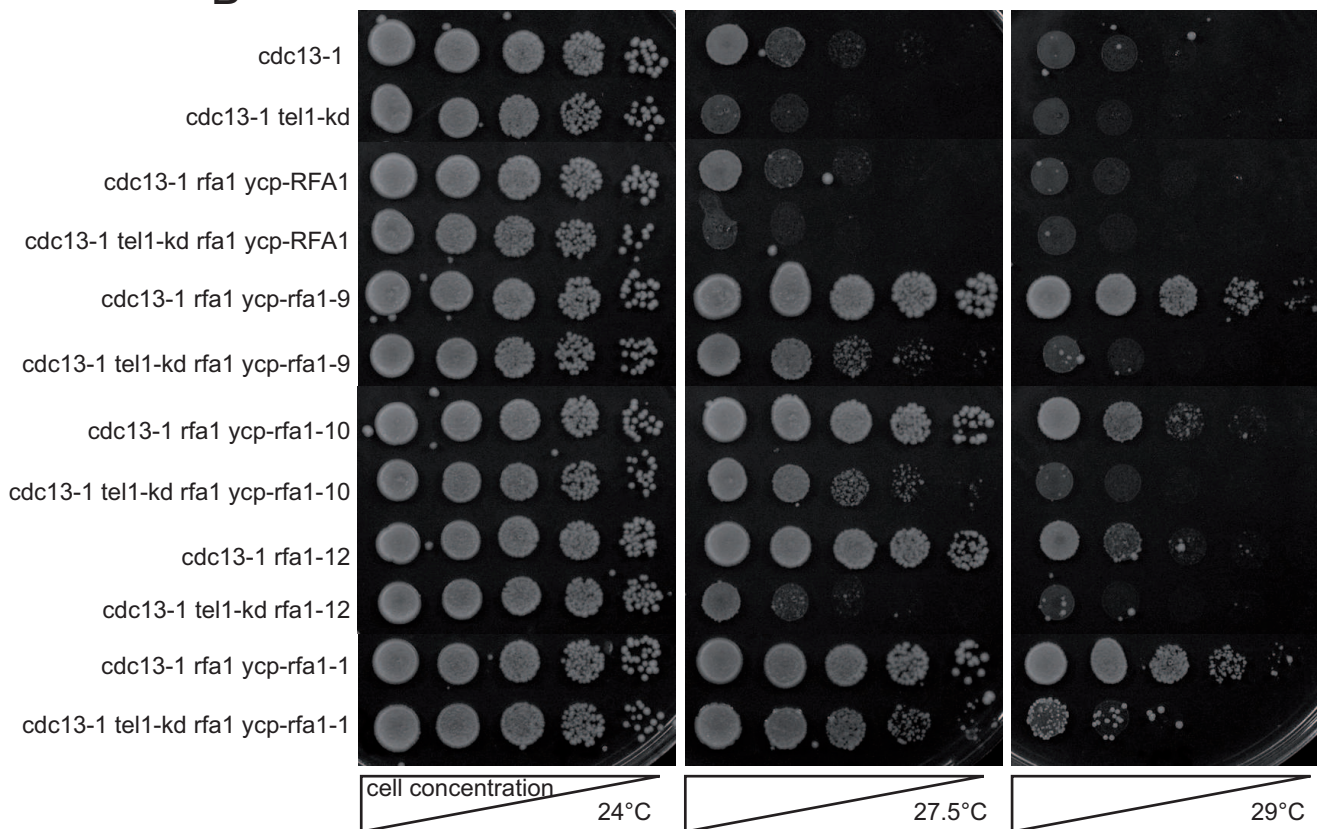 cdc13-1
cdc13-1 tel1-kd
cdc13-1 rfa1 ycp-RFA1
cdc13-1 tel1-kd rfa1 ycp-RFA1
cdc13-1 rfa1 ycp-rfa1-9
cdc13-1 tel1-kd rfa1 ycp-rfa1-9
cdc13-1 rfa1 ycp-rfa1-10
cdc13-1 tel1-kd rfa1 ycp-rfa1-10
cdc13-1 rfa1-12
cdc13-1 tel1-kd rfa1-12
cdc13-1 rfa1 ycp-rfa1-1
cdc13-1 tel1-kd rfa1 ycp-rfa1-1
cell concentration
24°C 27.5°C 29°C